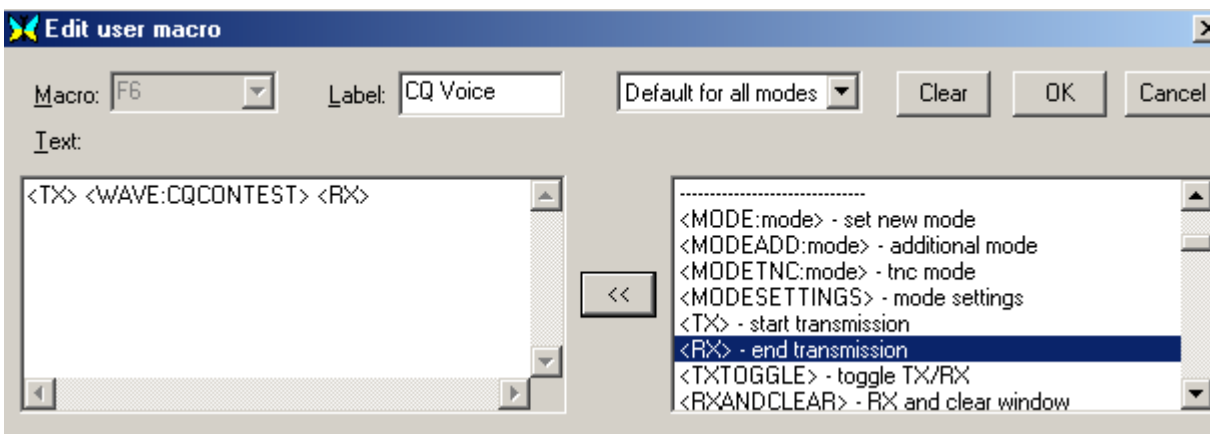 Edit user macro
Macro: F6 Label: CQ Voice Default for all modes Clear OK Cancel
Text:
<TX> <WAVE:CQCONTEST> <RX>
<<
------------------------------
<MODE:mode> - set new mode
<MODEADD:mode> - additional mode
<MODETNC:mode> - tnc mode
<MODESETTINGS> - mode settings
<TX> - start transmission
<RX> - end transmission
<TXTOGGLE> - toggle TX/RX
<RXANDCLEAR> - RX and clear window